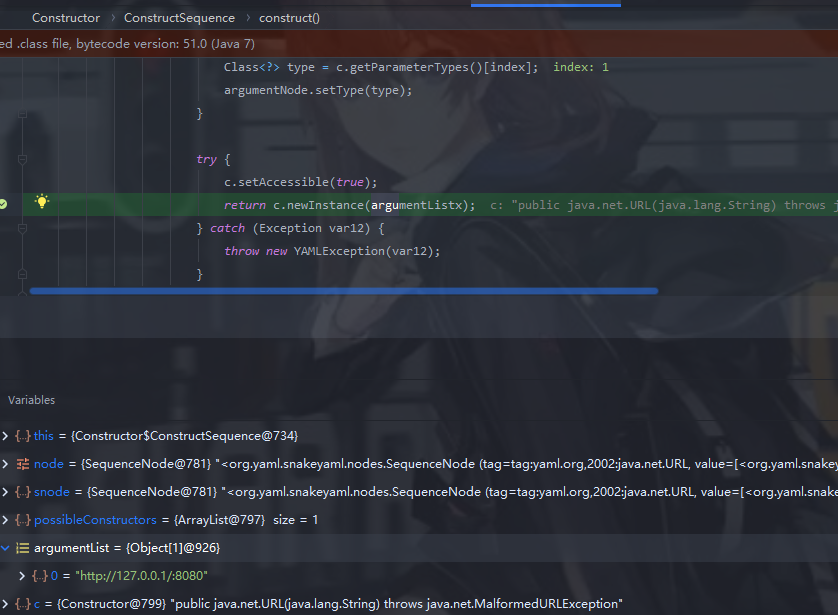 Constructor › ConstructSequence › construct()
ed .class file, bytecode version: 51.0 (Java 7)
Class<?> type = c.getParameterTypes()[index]; index: 1
argumentNode.setType(type);
}
try {
c.setAccessible(true);
return c.newInstance(argumentListx); c: "public java.net.URL(java.lang.String) throws j
} catch (Exception var12) {
throw new YAMLException(var12);
}
Variables
this = {Constructor$ConstructSequence@734}
node = {SequenceNode@781} "<org.yaml.snakeyaml.nodes.SequenceNode (tag=tag:yaml.org,2002:java.net.URL, value=[<org.yaml.snakey
snode = {SequenceNode@781} "<org.yaml.snakeyaml.nodes.SequenceNode (tag=tag:yaml.org,2002:java.net.URL, value=[<org.yaml.snake
possibleConstructors = {ArrayList@797} size = 1
argumentList = {Object[1]@926}
0 = "http://127.0.0.1/:8080"
c = {Constructor@799} "public java.net.URL(java.lang.String) throws java.net.MalformedURLException"